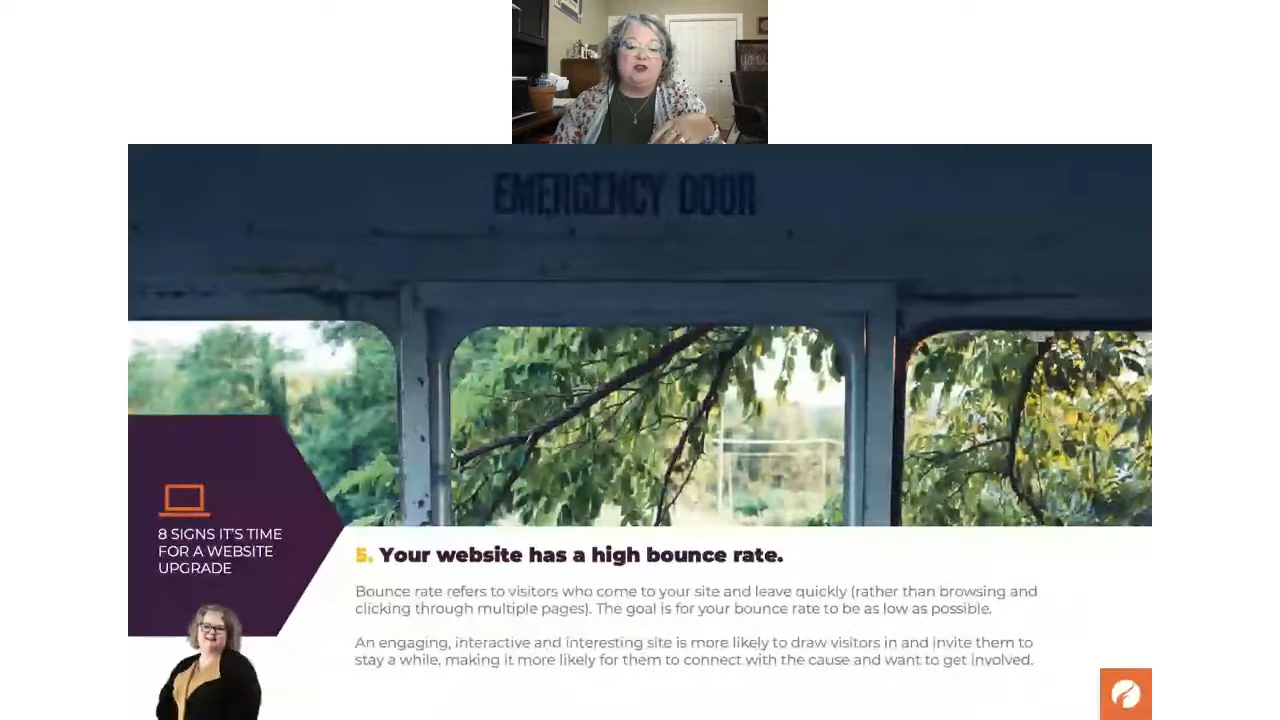 EMERGENCY DOOR
8 SIGNS IT'S TIME
FOR A WEBSITE
UPGRADE
5. Your website has a high bounce rate.
Bounce rate refers to visitors who come to your site and leave quickly (rather than browsing and
clicking through multiple pages). The goal is for your bounce rate to be as low as possible.
An engaging, interactive and interesting site is more likely to draw visitors in and invite them to
stay a while, making it more likely for them to connect with the cause and want to get involved.